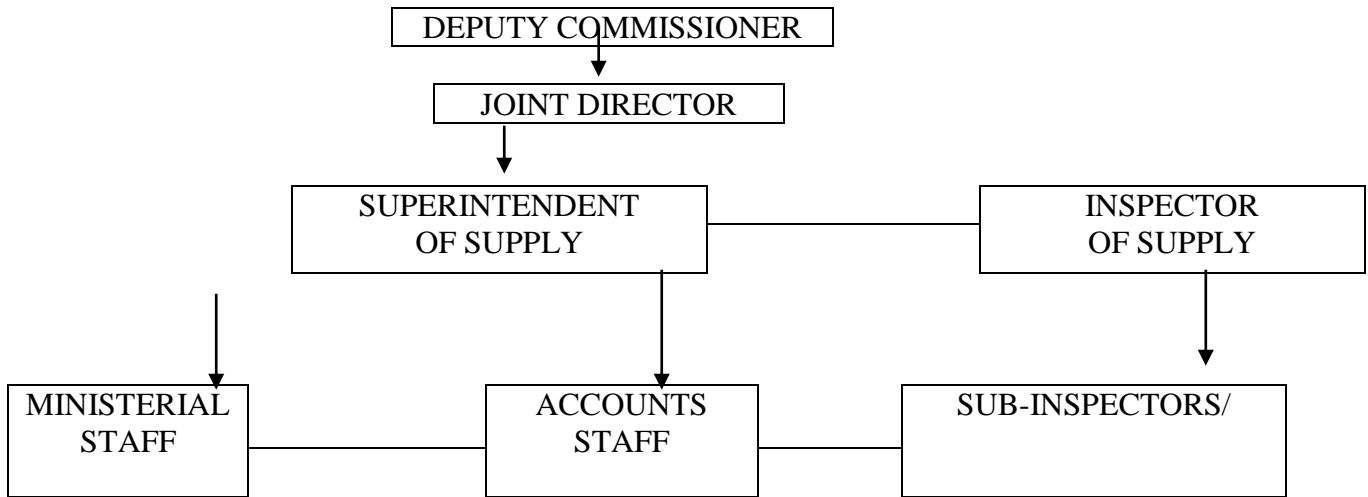 DEPUTY COMMISSIONER
JOINT DIRECTOR
SUPERINTENDENT
OF SUPPLY
INSPECTOR
OF SUPPLY
MINISTERIAL
STAFF
ACCOUNTS
STAFF
SUB-INSPECTORS/